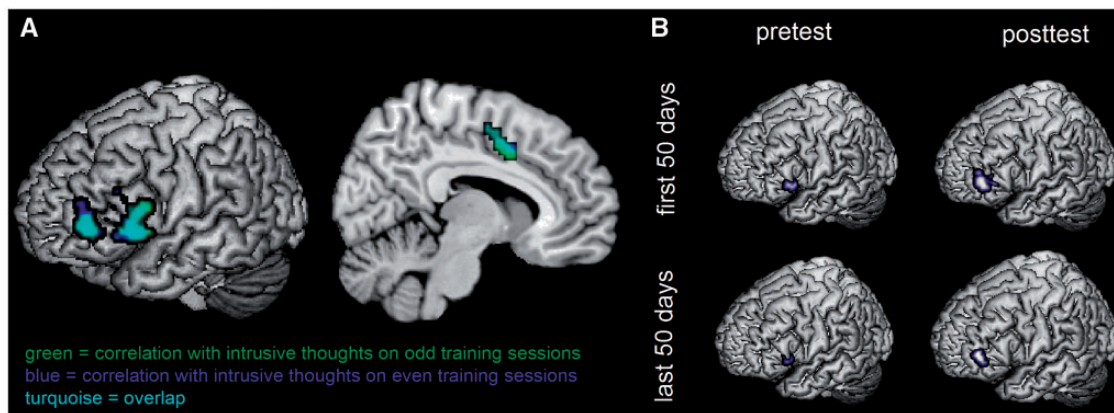 A
B
pretest
posttest
first 50 days
last 50 days
green = correlation with intrusive thoughts on odd training sessions
blue = correlation with intrusive thoughts on even training sessions
turquoise = overlap